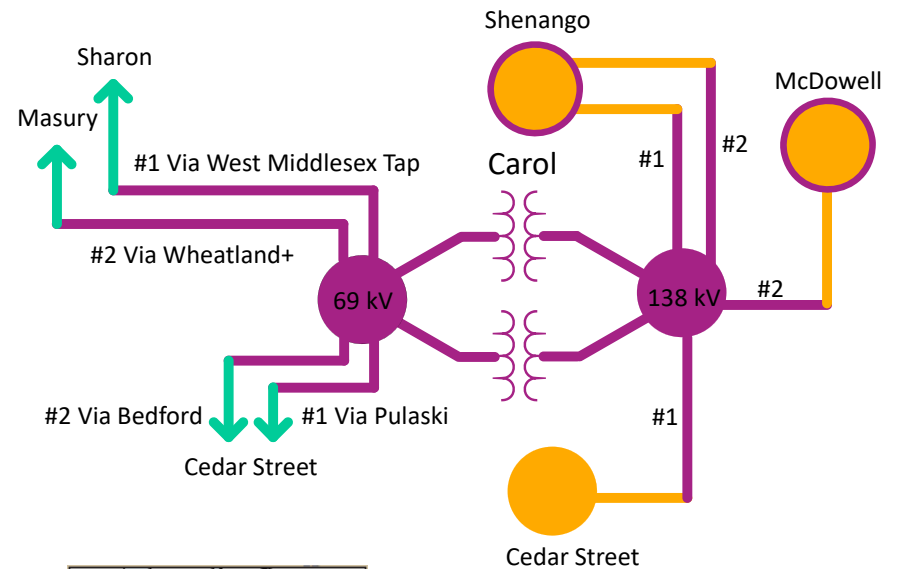 Shenango
Sharon
McDowell
Masury
#1 Via West Middlesex Tap
#1
#2
Carol
#2 Via Wheatland+
69 kV
138 kV
#2
#2 Via Bedford
#1 Via Pulaski
#1
Cedar Street
Cedar Street